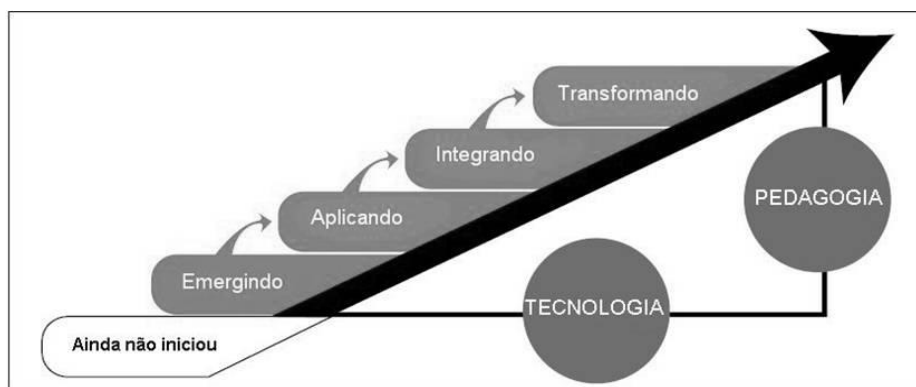 Transformando
Integrando
PEDAGOGIA
Aplicando
Emergindo
TECNOLOGIA
Ainda não iniciou